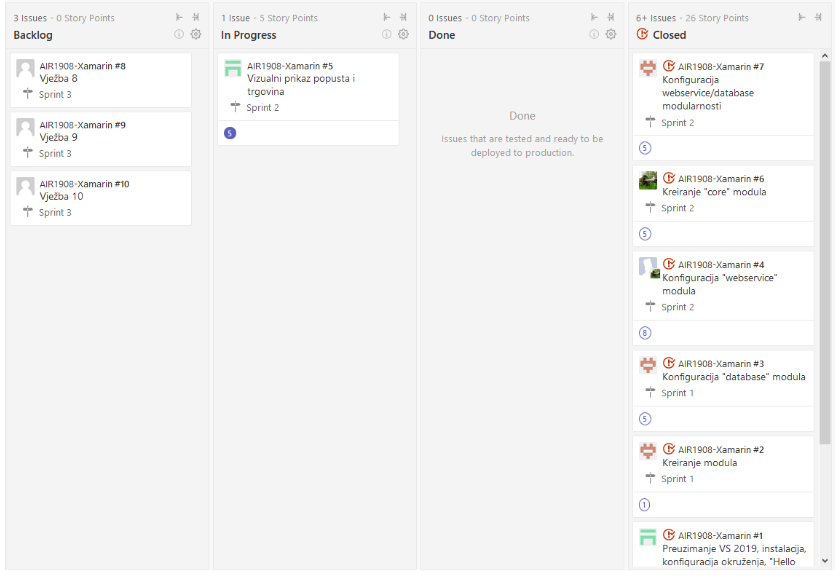 3 Issues · 0 Story Points
Backlog
AIR1908-Xamarin #8
Vježba 8
Sprint 3
AIR1908-Xamarin #9
Vježba 9
Sprint 3
AIR1908-Xamarin #10
Vježba 10
Sprint 3
1 Issue · 5 Story Points
In Progress
AIR1908-Xamarin #5
Vizualni prikaz popusta i
trgovina
Sprint 2
5
0 Issues · 0 Story Points
Done
Done
Issues that are tested and ready to be
deployed to production.
6+ Issues · 26 Story Points
Closed
AIR1908-Xamarin #7
Konfiguracija
webservice/database
modularnosti
Sprint 2
5
AIR1908-Xamarin #6
Kreiranje "core" modula
Sprint 2
5
AIR1908-Xamarin #4
Konfiguracija "webservice"
modula
Sprint 2
8
AIR1908-Xamarin #3
Konfiguracija "database" modula
Sprint 1
5
AIR1908-Xamarin #2
Kreiranje modula
Sprint 1
1
AIR1908-Xamarin #1
Preuzimanje VS 2019, instalacija,
konfiguracija okruženja, "Hello